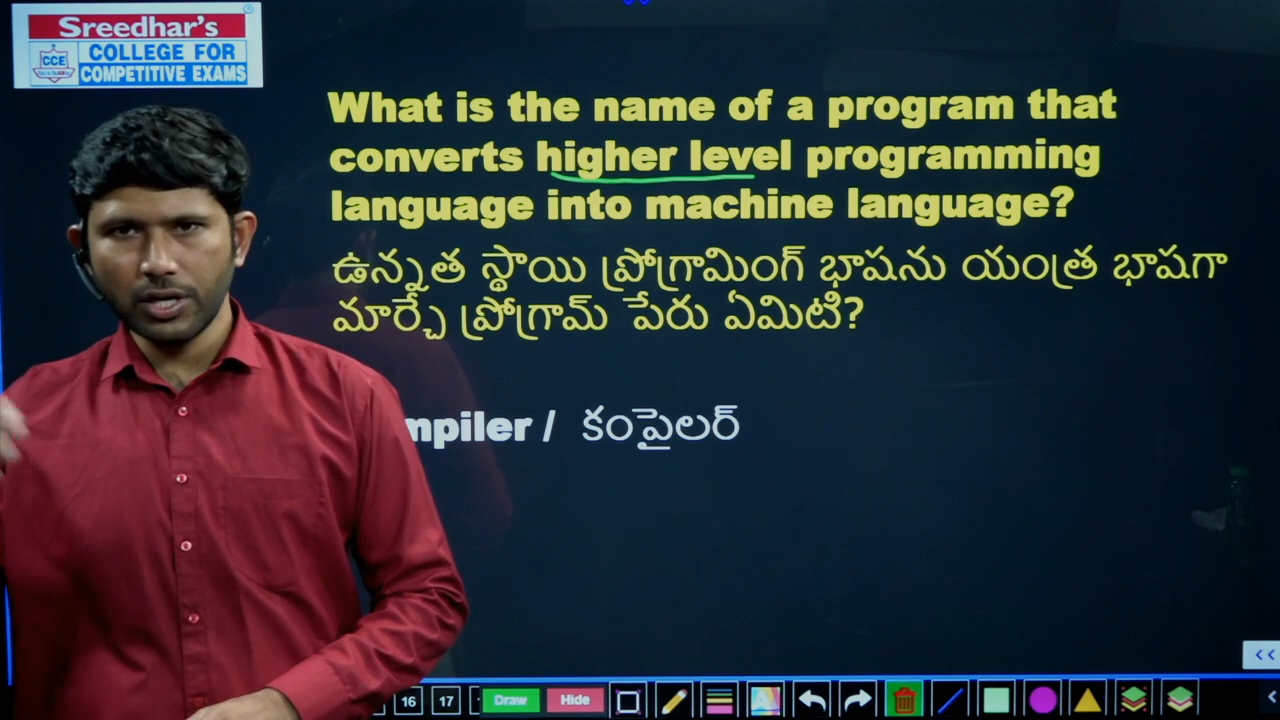 Sreedhar's
CCE
COLLEGE FOR
COMPETITIVE EXAMS
What is the name of a program that
converts higher level programming
language into machine language?
ఉన్నత స్థాయి ప్రోగ్రామింగ్ భాషను యంత్ర భాషగా
మార్చే ప్రోగ్రామ్ పేరు ఏమిటి?
mpiler / కంపైలర్
16 17 Draw Hide